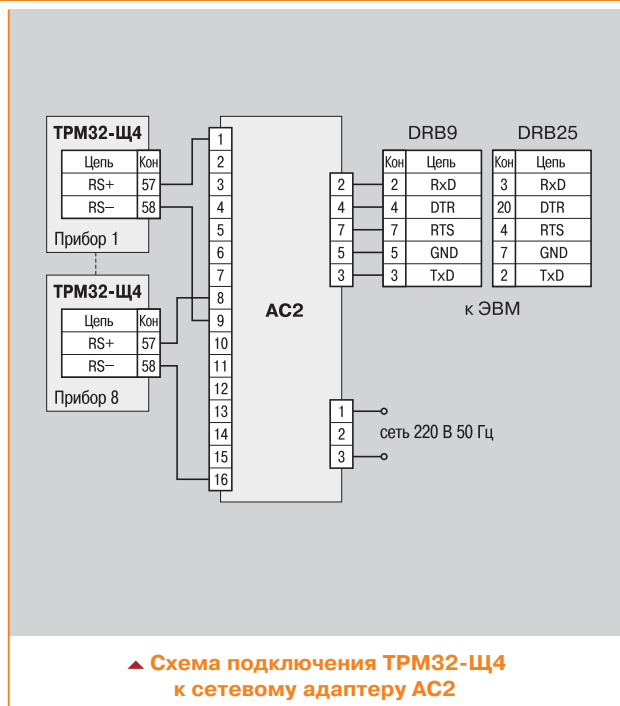 ТРМ32-Щ4
Цепь Кон
RS+ 57
RS— 58
Прибор 1
ТРМ32-Щ4
Цепь Кон
RS+ 57
RS— 58
Прибор 8
1
2
3
4
5
6
7
8
9
10
11
12
13
14
15
16
АС2
2
4
7
5
3
1
2
3
DRB9
Кон Цепь
2 RxD
4 DTR
7 RTS
5 GND
3 TxD
DRB25
Кон Цепь
3 RxD
20 DTR
4 RTS
7 GND
2 TxD
к ЭВМ
сеть 220 В 50 Гц
Схема подключения ТРМ32-Щ4
к сетевому адаптеру АС2